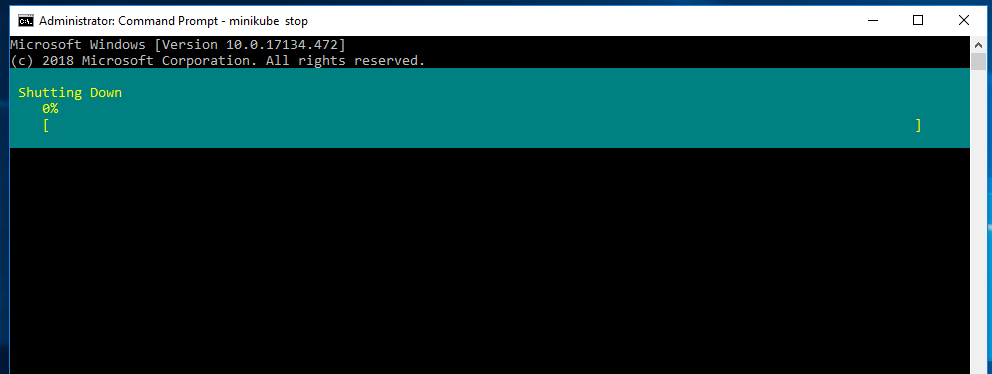 Administrator: Command Prompt - minikube stop
Microsoft Windows [Version 10.0.17134.472]
(c) 2018 Microsoft Corporation. All rights reserved.
Shutting Down
0%
[ ]